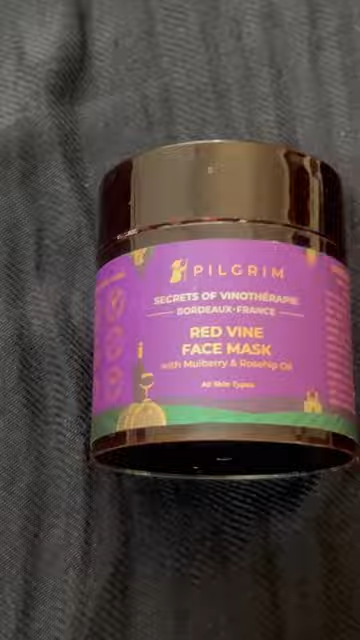 PILGRIM
SECRETS OF VINOTHÉRAPIE
BORDEAUX•FRANCE
RED VINE
FACE MASK
with Mulberry & Rosehip Oil
All Skin Types